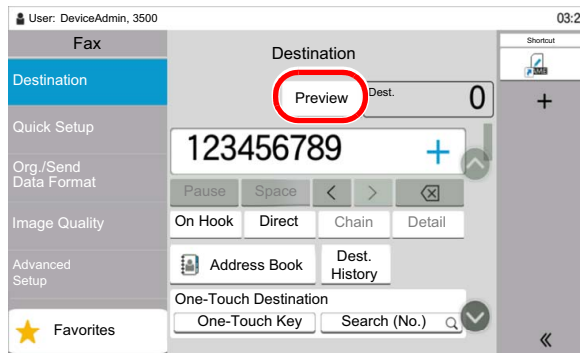 User: DeviceAdmin, 3500
03:2
Fax
Destination
Shortcut
Destination
Preview
Dest.
0
Quick Setup
123456789
Org./Send
Data Format
Pause
Space
Image Quality
On Hook
Direct
Chain
Detail
Advanced
Setup
Address Book
Dest.
History
One-Touch Destination
One-Touch Key
Search (No.)
Favorites